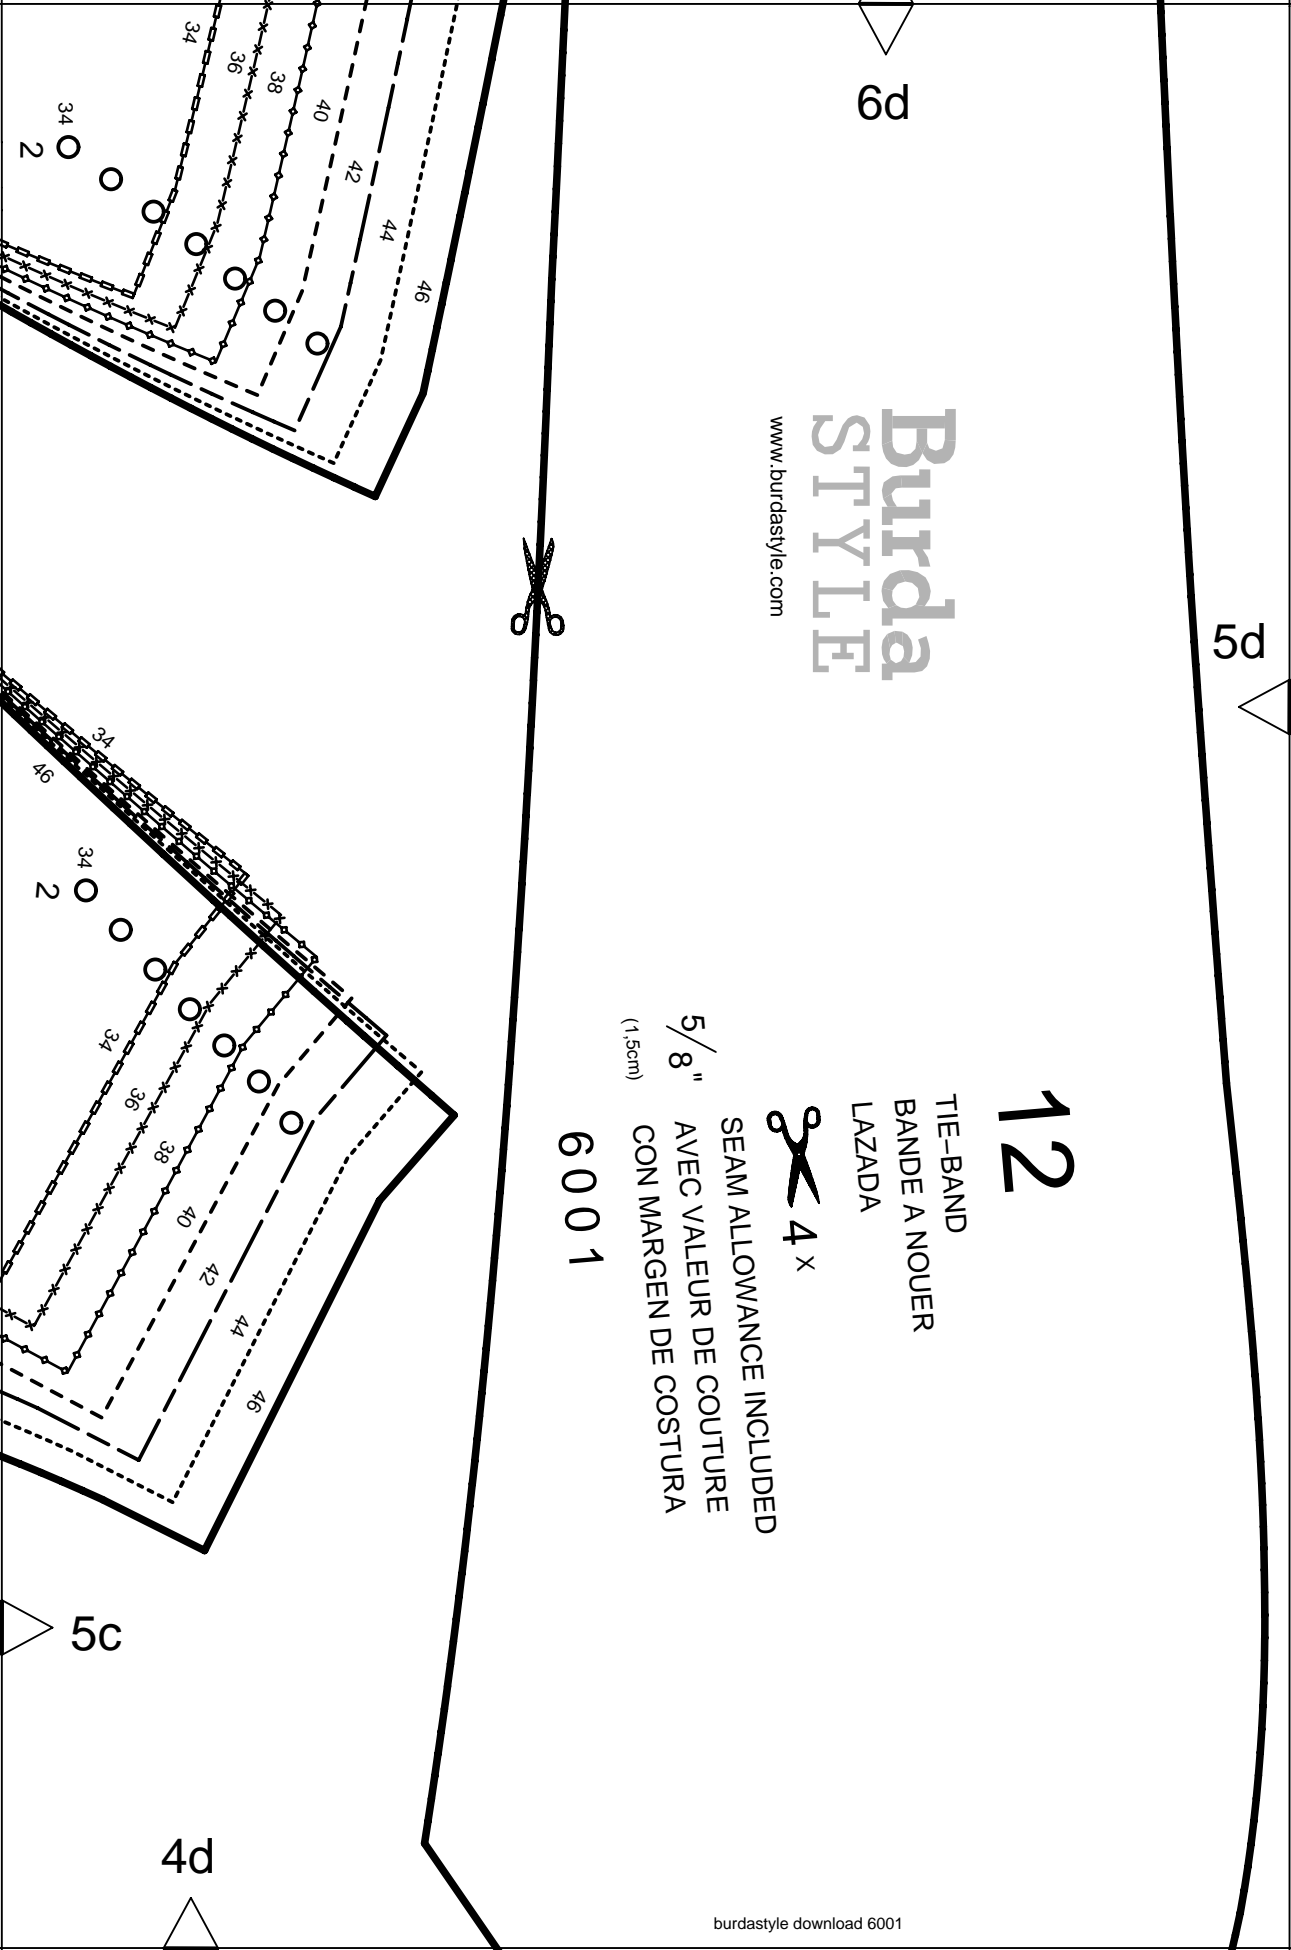 34
36
38
40
42
44
46
34
2
6d
Burda
STYLE
www.burdastyle.com
5d
34
46
34
2
34
36
38
40
42
44
46
12
TIE–BAND
BANDE A NOUER
LAZADA
4 x
SEAM ALLOWANCE INCLUDED
5/8" AVEC VALEUR DE COUTURE
(1,5cm) CON MARGEN DE COSTURA
6001
5c
4d
burdastyle download 6001